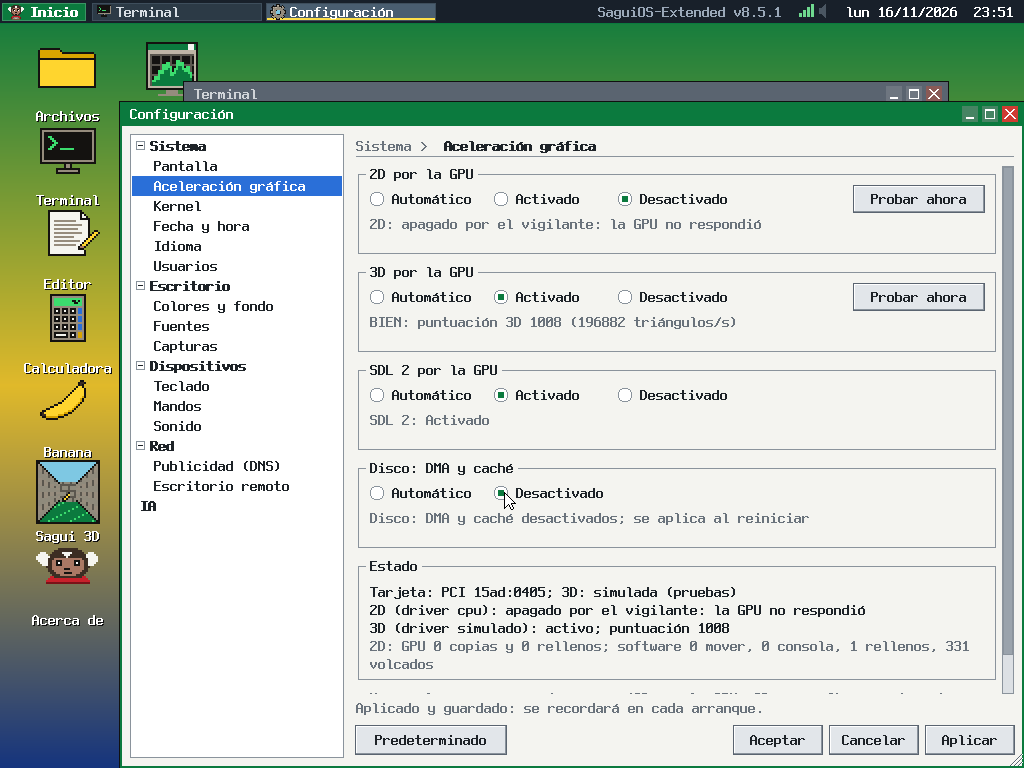 Inicio
Terminal
Configuración
SaguiOS-Extended v8.5.1
lun 16/11/2026
23:51
Archivos
Terminal
Editor
Calculadora
Banana
Sagui 3D
Acerca de
Terminal
Configuración
Sistema
Pantalla
Aceleración gráfica
Kernel
Fecha y hora
Idioma
Usuarios
Escritorio
Colores y fondo
Fuentes
Capturas
Dispositivos
Teclado
Mandos
Sonido
Red
Publicidad (DNS)
Escritorio remoto
IA
Sistema > Aceleración gráfica
2D por la GPU
Automático Activado Desactivado Probar ahora
2D: apagado por el vigilante: la GPU no respondió
3D por la GPU
Automático Activado Desactivado Probar ahora
BIEN: puntuación 3D 1008 (196882 triángulos/s)
SDL 2 por la GPU
Automático Activado Desactivado
SDL 2: Activado
Disco: DMA y caché
Automático Desactivado
Disco: DMA y caché desactivados; se aplica al reiniciar
Estado
Tarjeta: PCI 15ad:0405; 3D: simulada (pruebas)
2D (driver cpu): apagado por el vigilante: la GPU no respondió
3D (driver simulado): activo; puntuación 1008
2D: GPU 0 copias y 0 rellenos; software 0 mover, 0 consola, 1 rellenos, 331
volcados
Aplicado y guardado: se recordará en cada arranque.
Predeterminado Aceptar Cancelar Aplicar